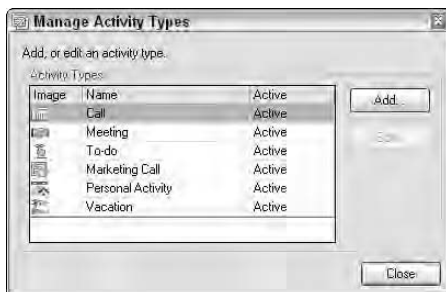 Manage Activity Types
Add, or edit an activity type.
Activity Types
Image Name Active
Call Active
Meeting Active
To-do Active
Marketing Call Active
Personal Activity Active
Vacation Active
Add...
Close